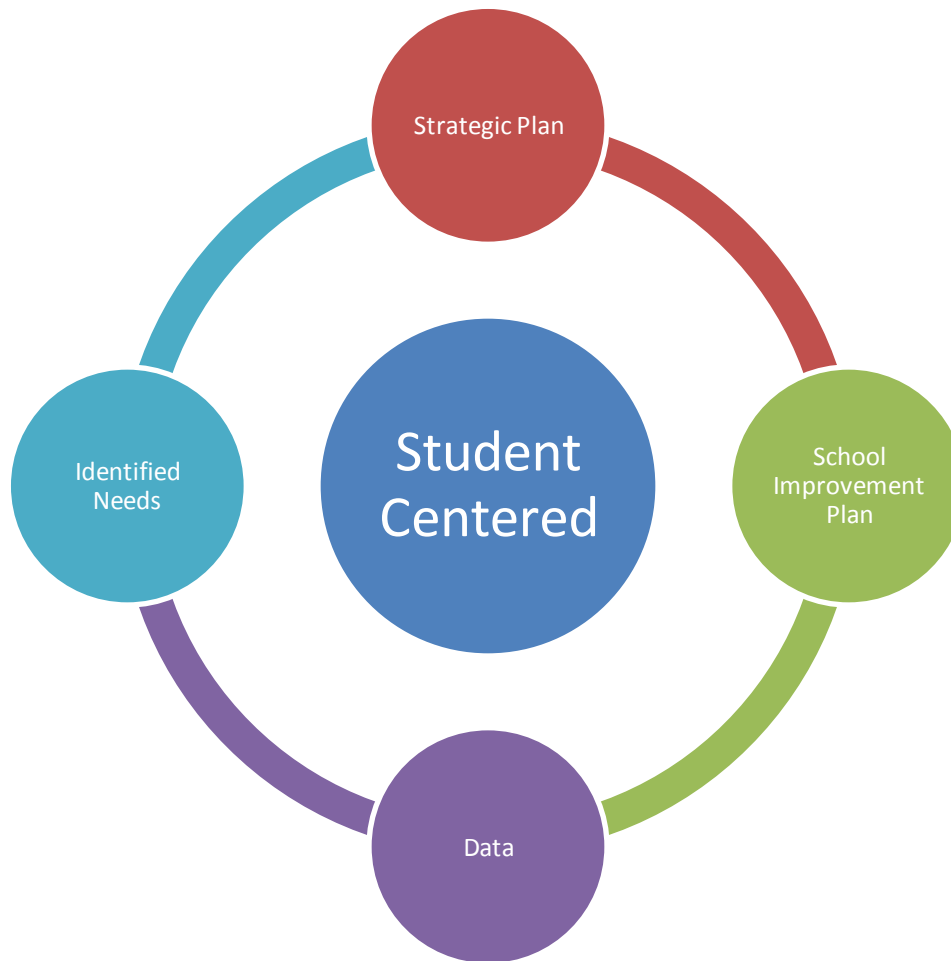 Strategic Plan
School
Improvement
Plan
Data
Identified
Needs
Student
Centered